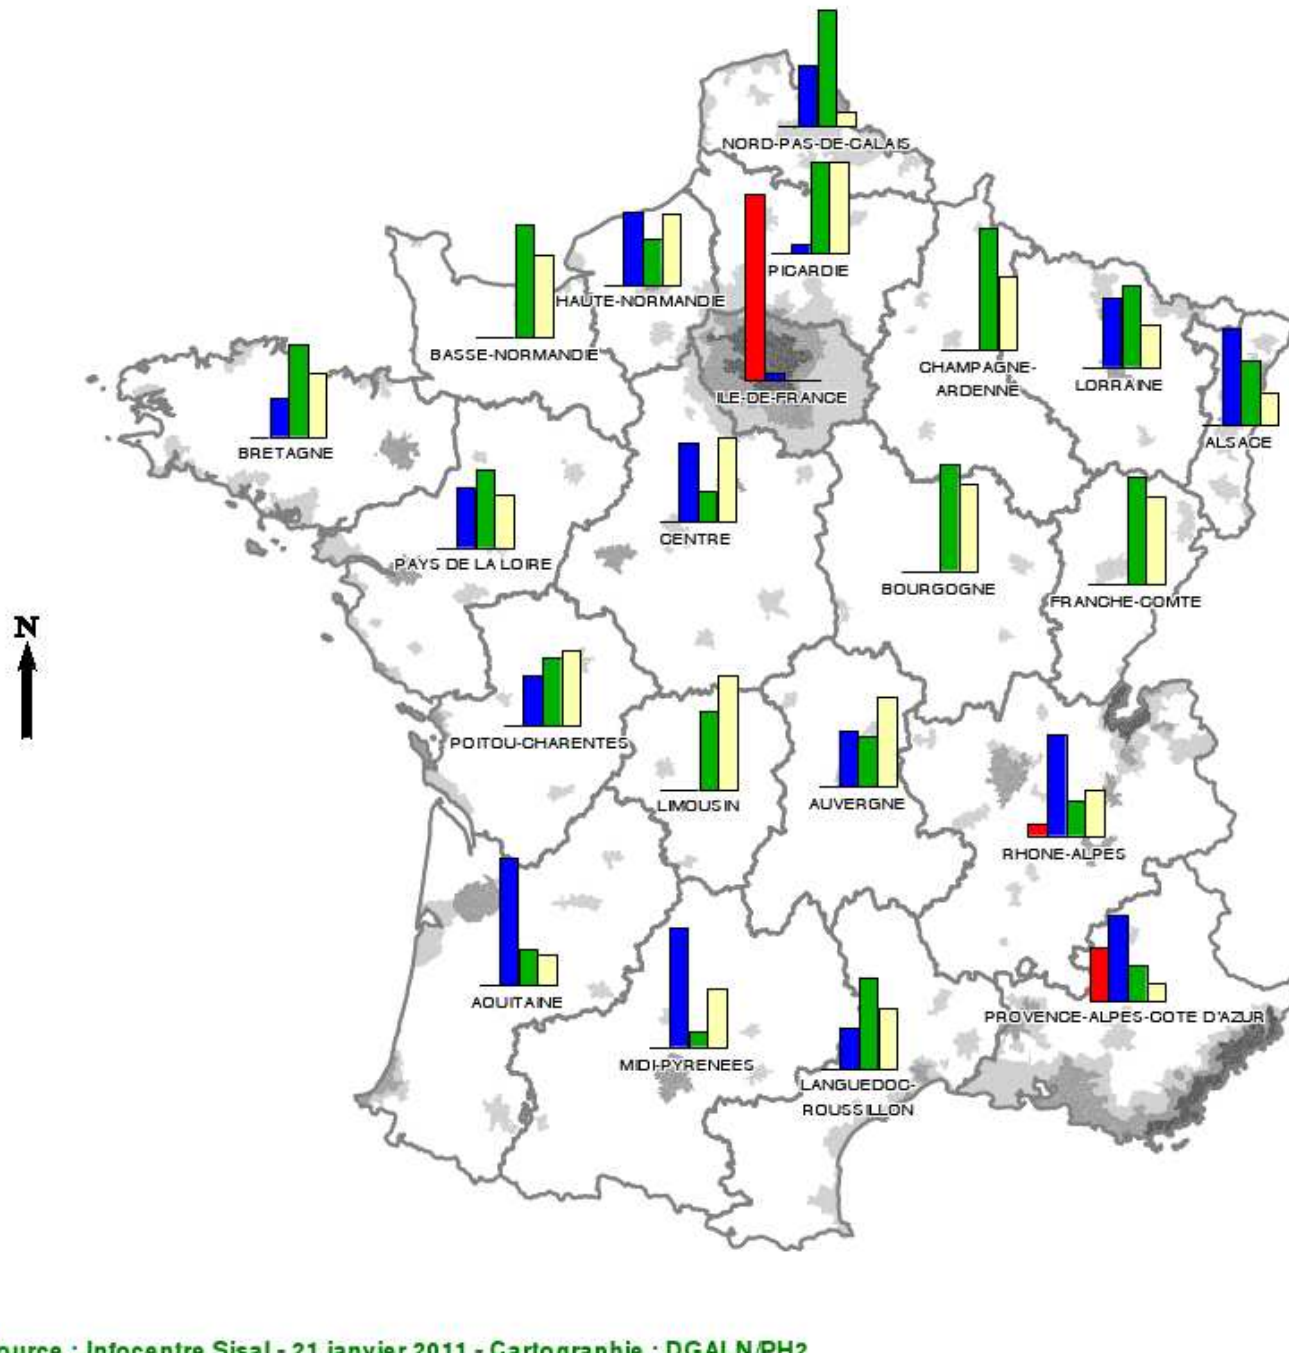 NORD-PAS-DE-CALAIS
PICARDIE
HAUTE-NORMANDIE
BASSE-NORMANDIE
CHAMPAGNE-
ARDENNE
LORRAINE
ILE-DE-FRANCE
ALSACE
BRETAGNE
CENTRE
PAYS DE LA LOIRE
BOURGOGNE
FRANCHE-COMTE
N
POITOU-CHARENTES
LIMOUSIN
AUVERGNE
RHONE-ALPES
AQUITAINE
PROVENCE-ALPES-COTE D'AZUR
MIDI-PYRENEES
LANGUEDOC-
ROUSSILLON
ource : Infocentre Sisal - 21 janvier 2011 - Cartographie : DGALN/PH2